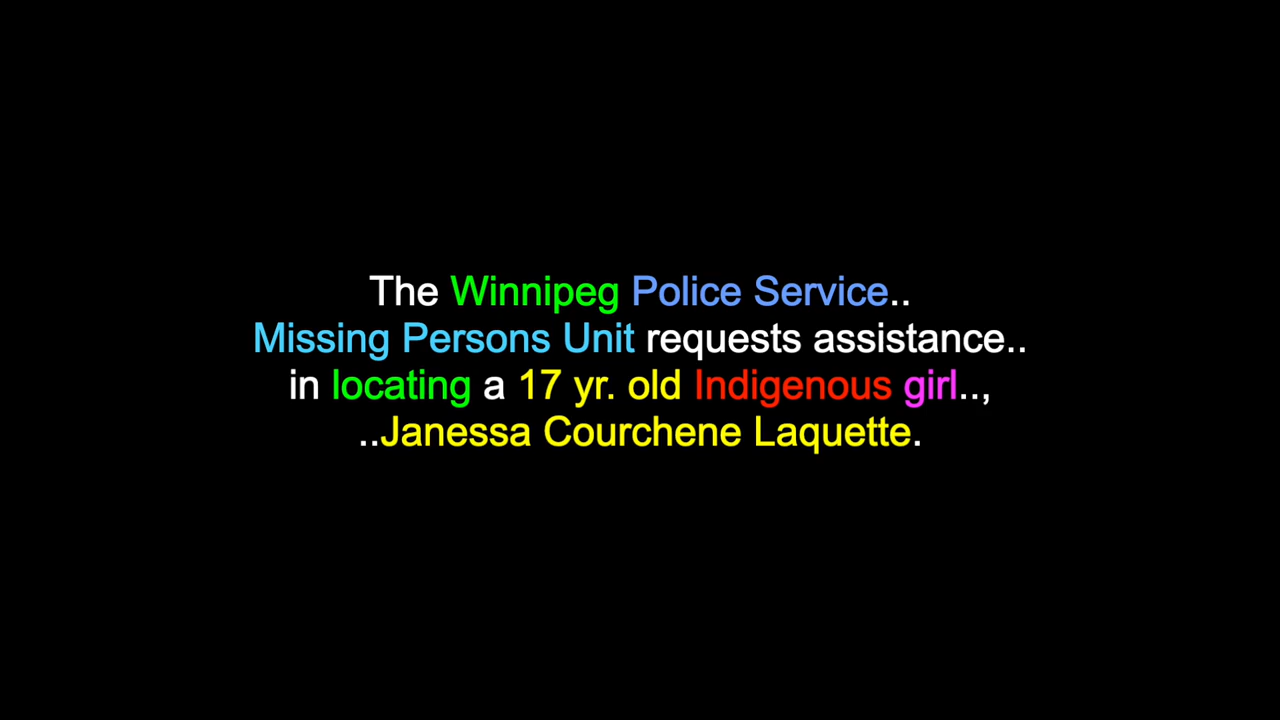 The Winnipeg Police Service..
Missing Persons Unit requests assistance..
in locating a 17 yr. old Indigenous girl..,
..Janessa Courchene Laquette.